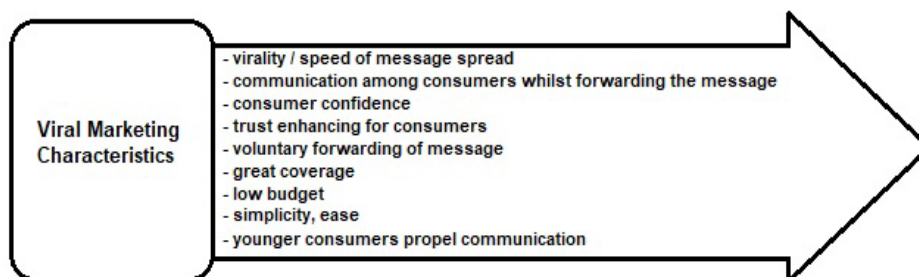 Viral Marketing
Characteristics
- virality / speed of message spread
- communication among consumers whilst forwarding the message
- consumer confidence
- trust enhancing for consumers
- voluntary forwarding of message
- great coverage
- low budget
- simplicity, ease
- younger consumers propel communication